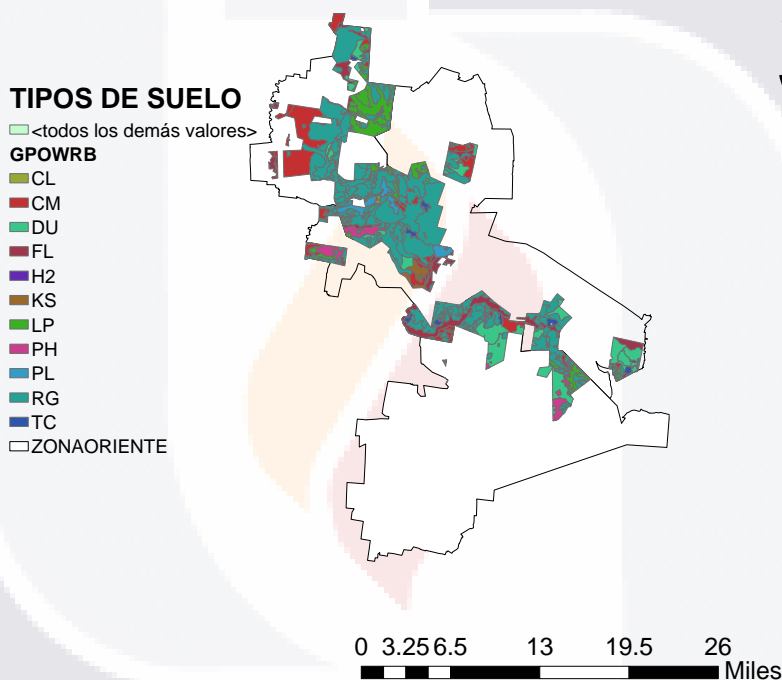 TIPOS DE SUELO
<todos los demás valores>
GPOWRB
CL
CM
DU
FL
H2
KS
LP
PH
PL
RG
TC
ZONAORIENTE
0 3.25 6.5 13 19.5 26
Miles